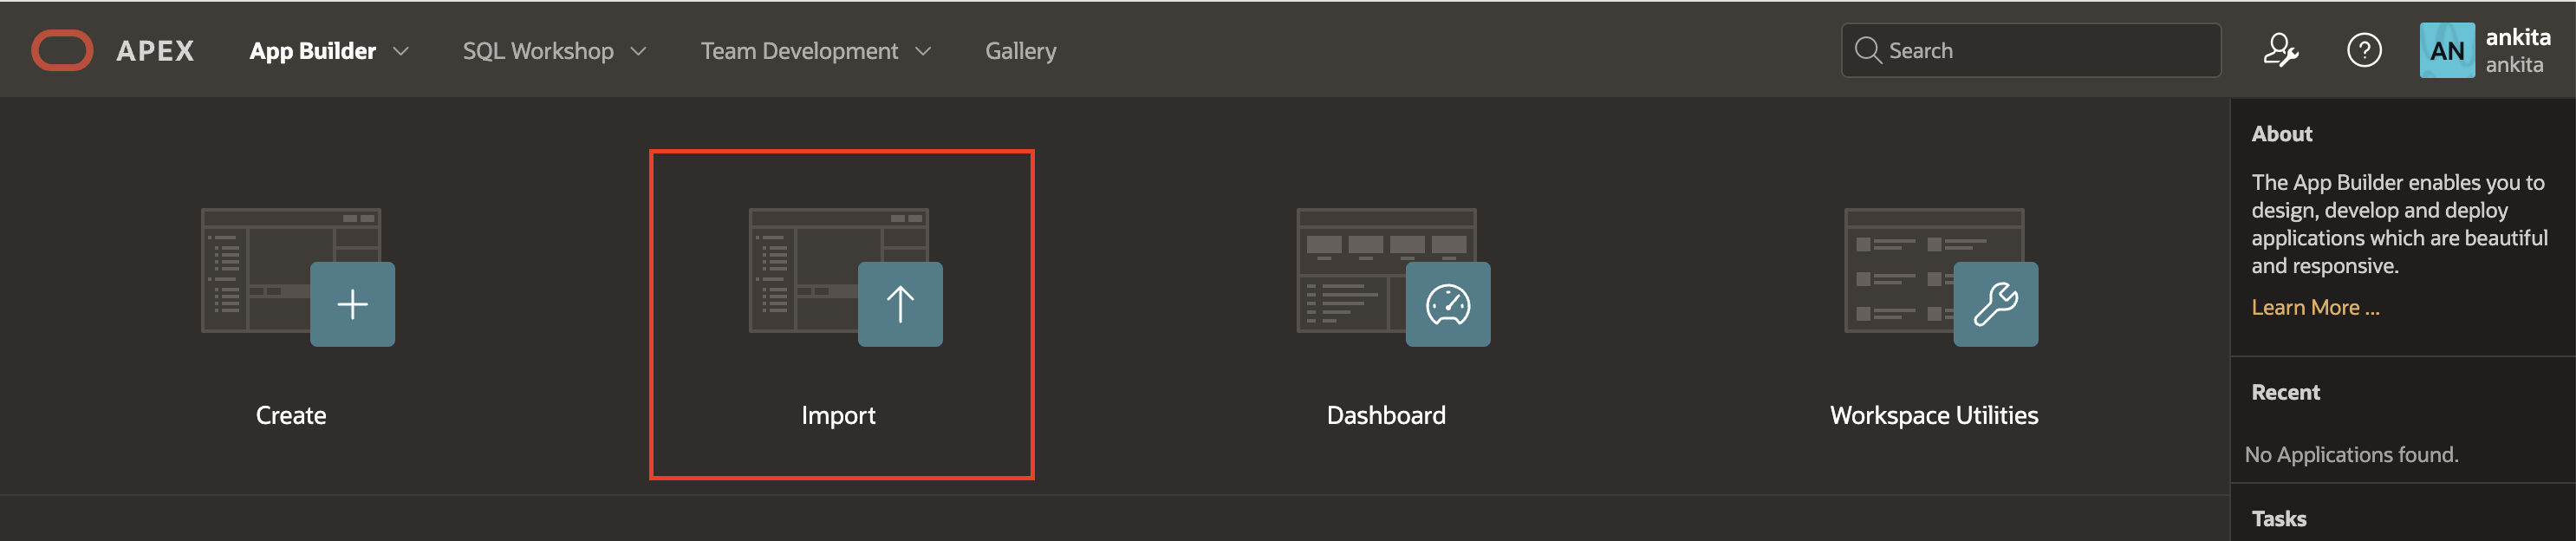 APEX App Builder SQL Workshop Team Development Gallery Search ? AN ankita
ankita
Create
Import
Dashboard
Workspace Utilities
About
The App Builder enables you to
design, develop and deploy
applications which are beautiful
and responsive.
Learn More ...
Recent
No Applications found.
Tasks